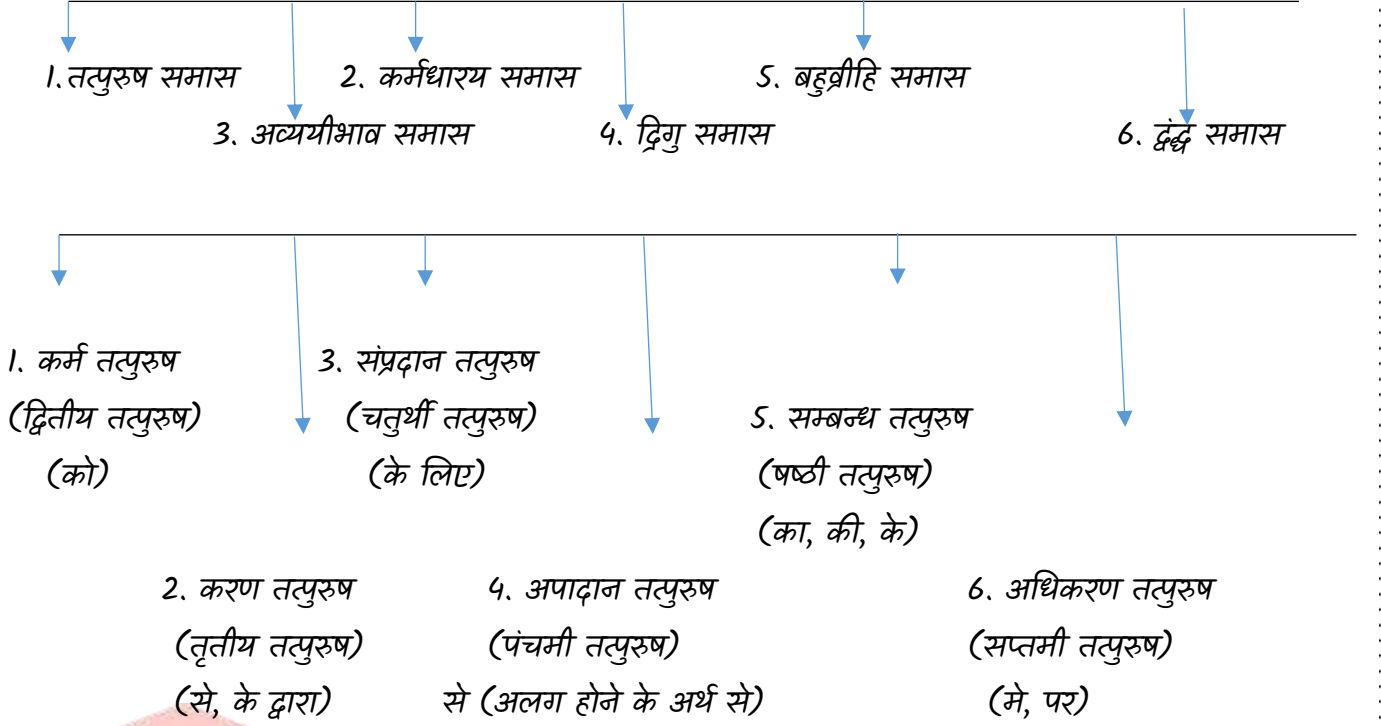 1.तत्पुरुष समास 2. कर्मधारय समास 5. बहुव्रीहि समास
3. अव्ययीभाव समास 4. द्विगु समास 6. द्वंद्व समास
1. कर्म तत्पुरुष 3. संप्रदान तत्पुरुष
(द्वितीय तत्पुरुष) (चतुर्थी तत्पुरुष) 5. सम्बन्ध तत्पुरुष
(को) (के लिए) (षष्ठी तत्पुरुष)
(का, की, के)
2. करण तत्पुरुष 4. अपादान तत्पुरुष 6. अधिकरण तत्पुरुष
(तृतीय तत्पुरुष) (पंचमी तत्पुरुष) (सप्तमी तत्पुरुष)
(से, के द्वारा) से (अलग होने के अर्थ से) (मे, पर)